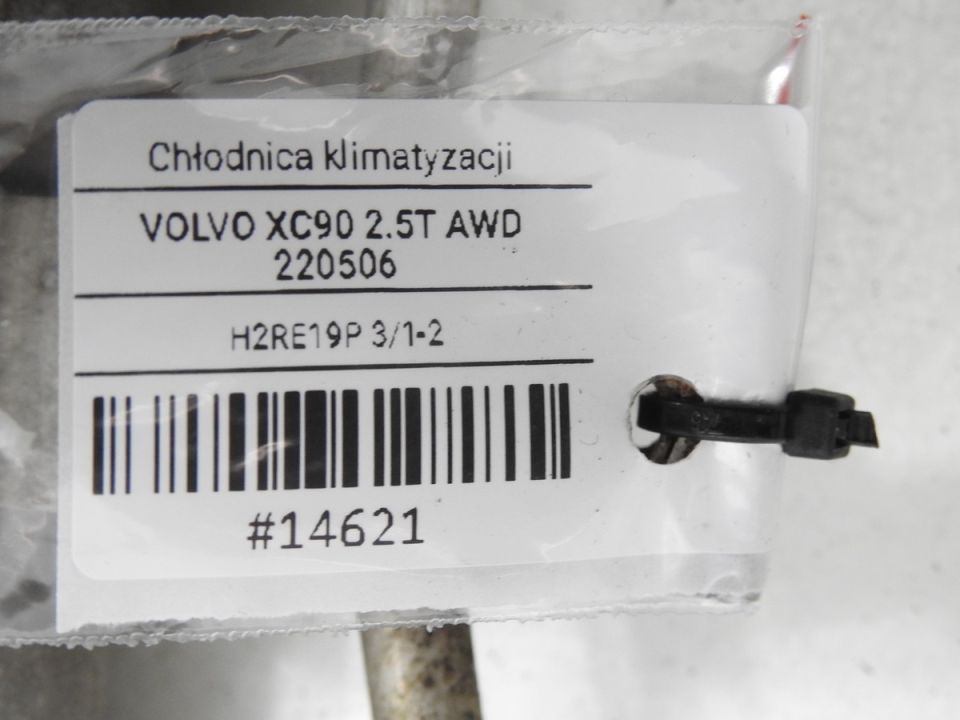 Chłodnica klimatyzacji
VOLVO XC90 2.5T AWD
220506
H2RE19P 3/1-2
#14621